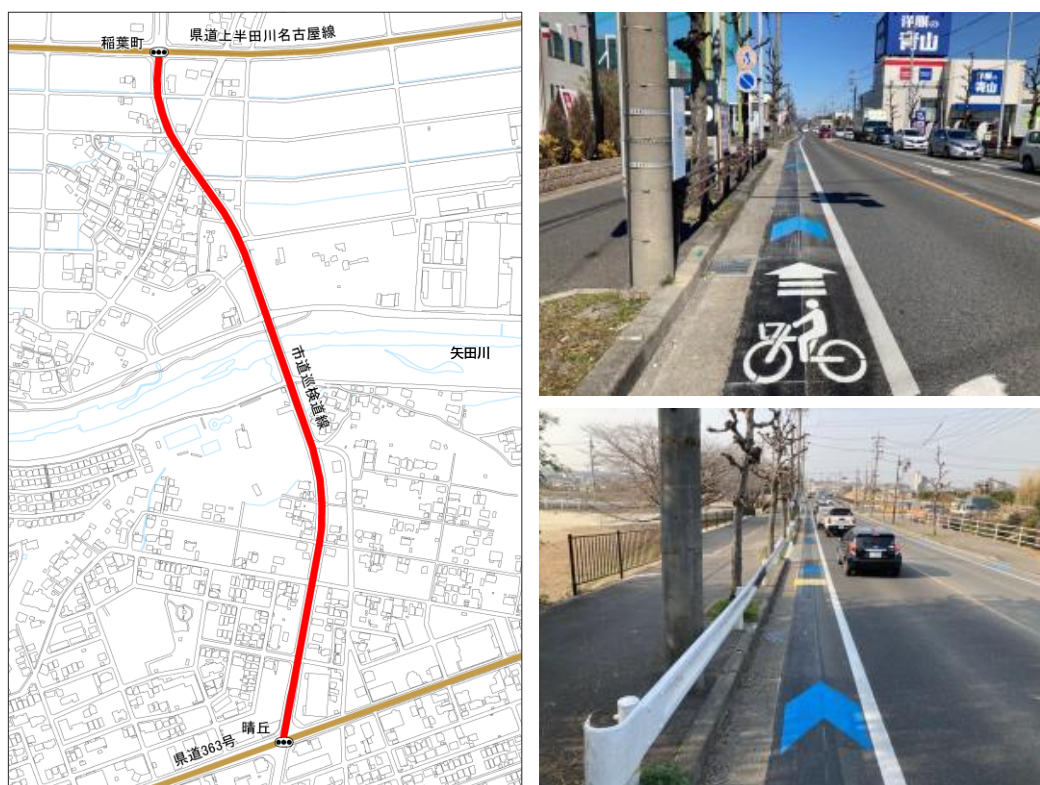 県道上半田川名古屋線
稲葉町
矢田川
市道巡検道線
晴丘
県道363号
洋服の
青山
洋服の
青山